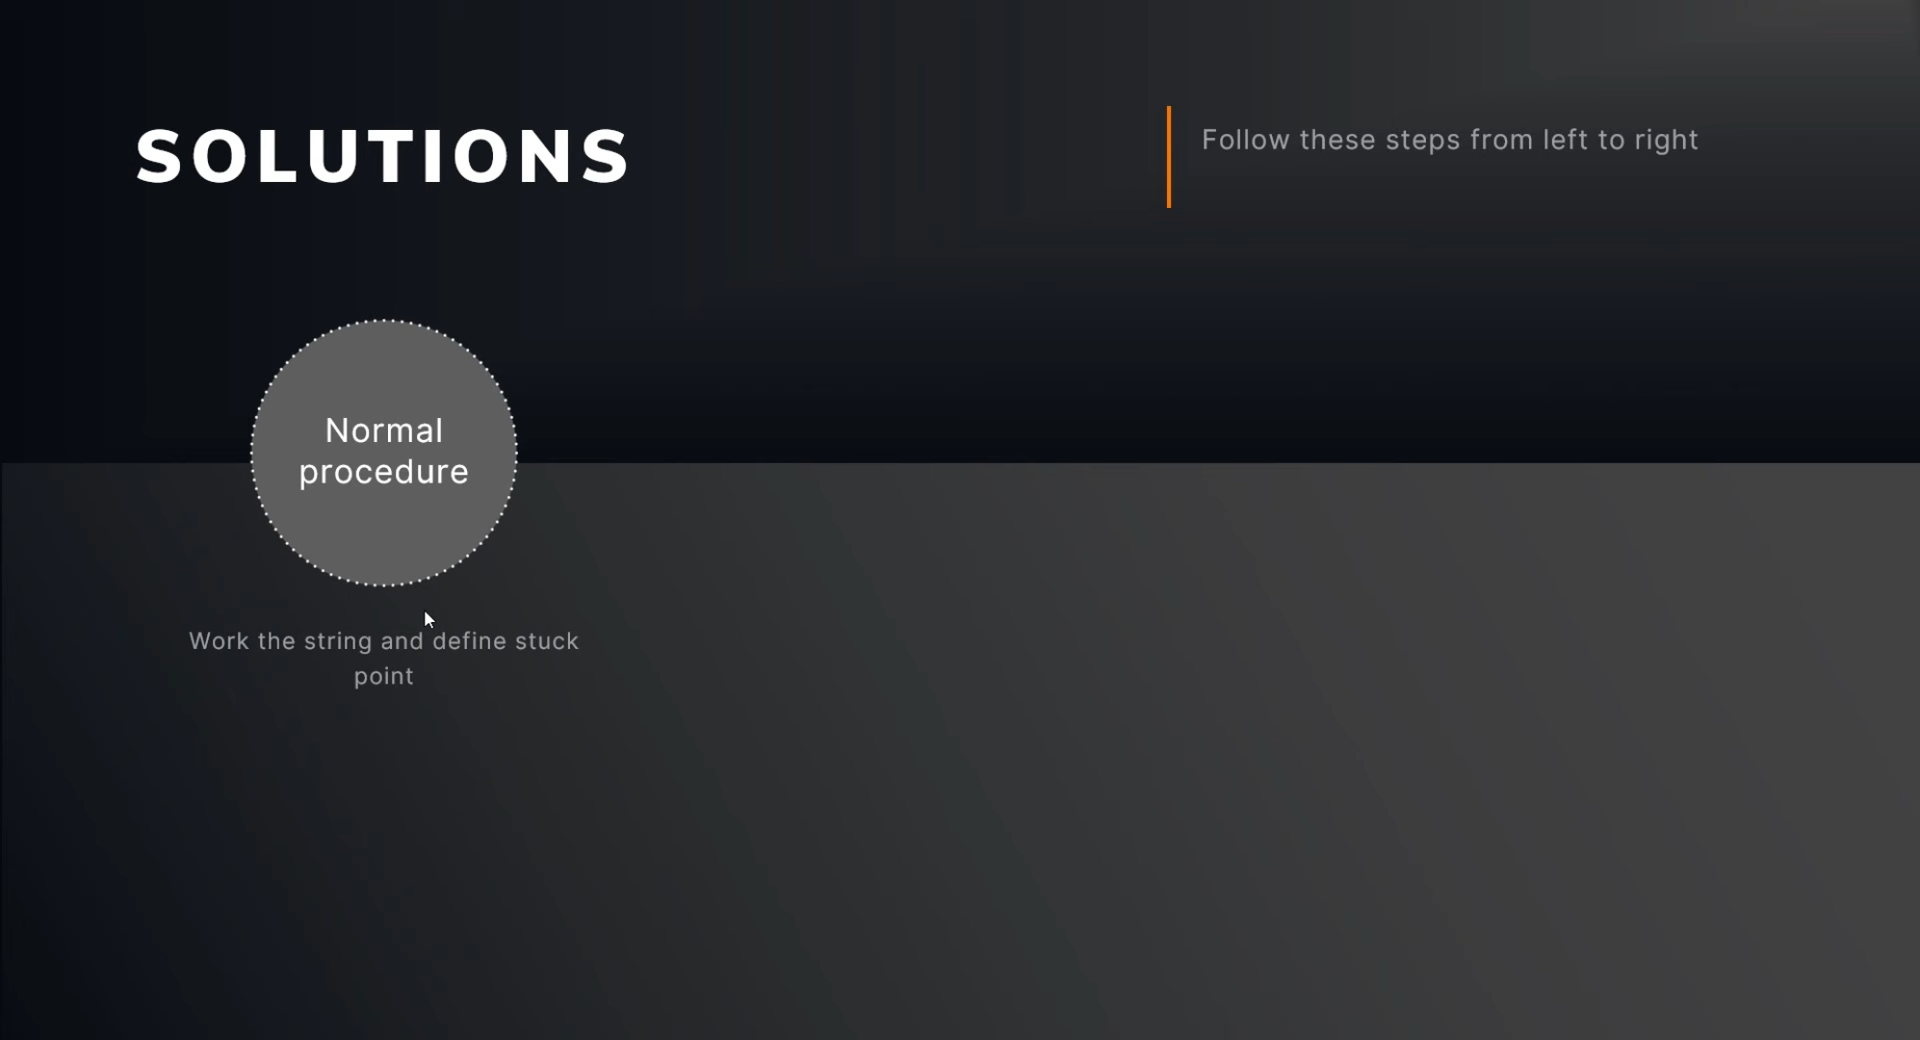 SOLUTIONS
Follow these steps from left to right
Normal
procedure
Work the string and define stuck
point